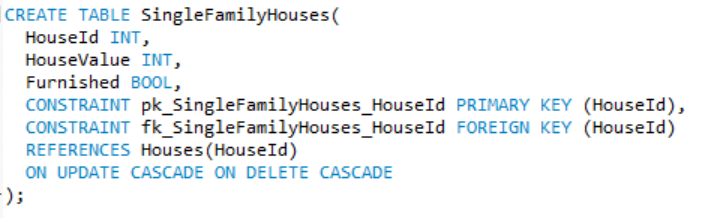 CREATE TABLE SingleFamilyHouses(
HouseId INT,
HouseValue INT,
Furnished BOOL,
CONSTRAINT pk_SingleFamilyHouses_HouseId PRIMARY KEY (HouseId),
CONSTRAINT fk_SingleFamilyHouses_HouseId FOREIGN KEY (HouseId)
REFERENCES Houses(HouseId)
ON UPDATE CASCADE ON DELETE CASCADE
);